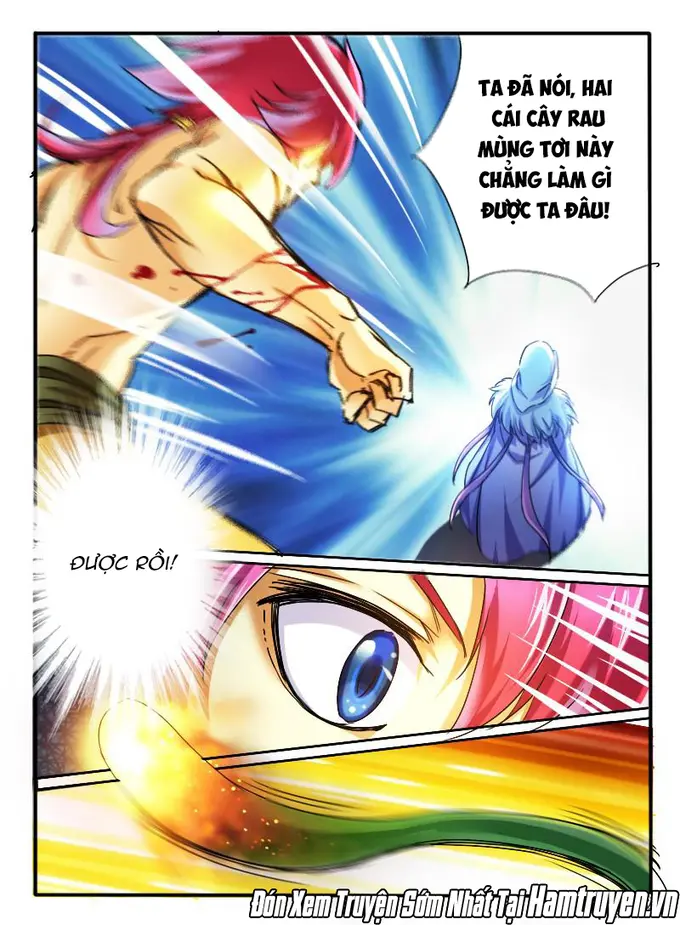 TA ĐÃ NÓI, HAI
CÁI CÂY RAU
MÙNG TƠI NÀY
CHẲNG LÀM GÌ
ĐƯỢC TA ĐÂU!
ĐƯỢC RỒI!
Đón Xem Truyện Sớm Nhất Tại Hamtruyen.vn